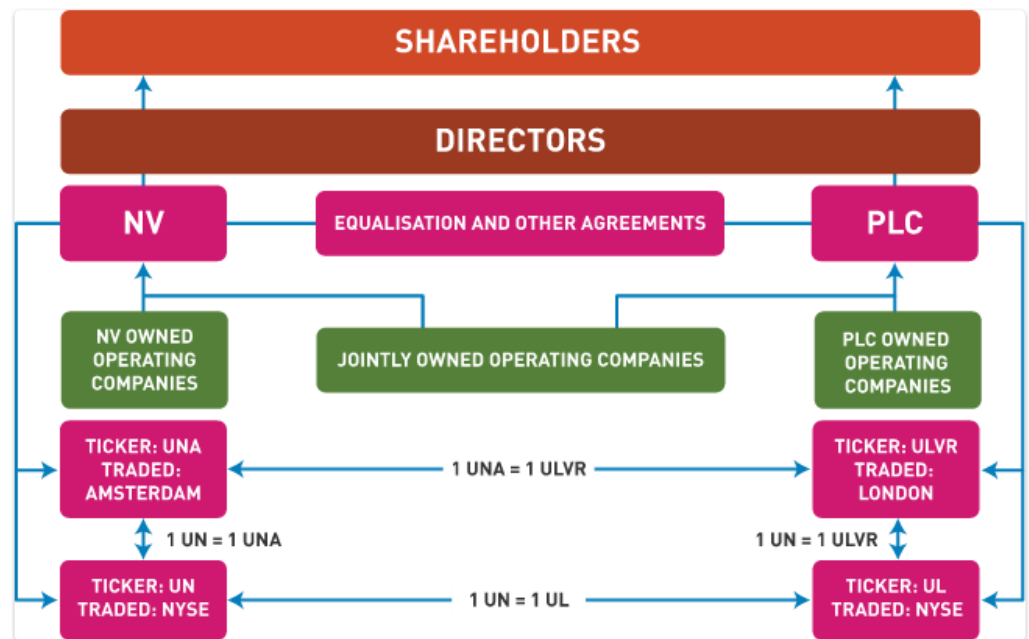 SHAREHOLDERS
DIRECTORS
NV
EQUALISATION AND OTHER AGREEMENTS
PLC
NV OWNED
OPERATING
COMPANIES
JOINTLY OWNED OPERATING COMPANIES
PLC OWNED
OPERATING
COMPANIES
TICKER: UNA
TRADED:
AMSTERDAM
1 UNA = 1 ULVR
TICKER: ULVR
TRADED:
LONDON
1 UN = 1 UNA
1 UN = 1 ULVR
TICKER: UN
TRADED: NYSE
1 UN = 1 UL
TICKER: UL
TRADED: NYSE